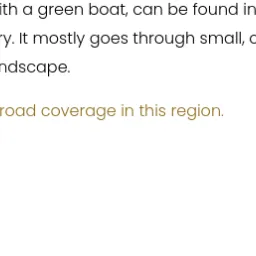 ith a green boat, can be found in
ry. It mostly goes through small,
ndscape.
road coverage in this region.